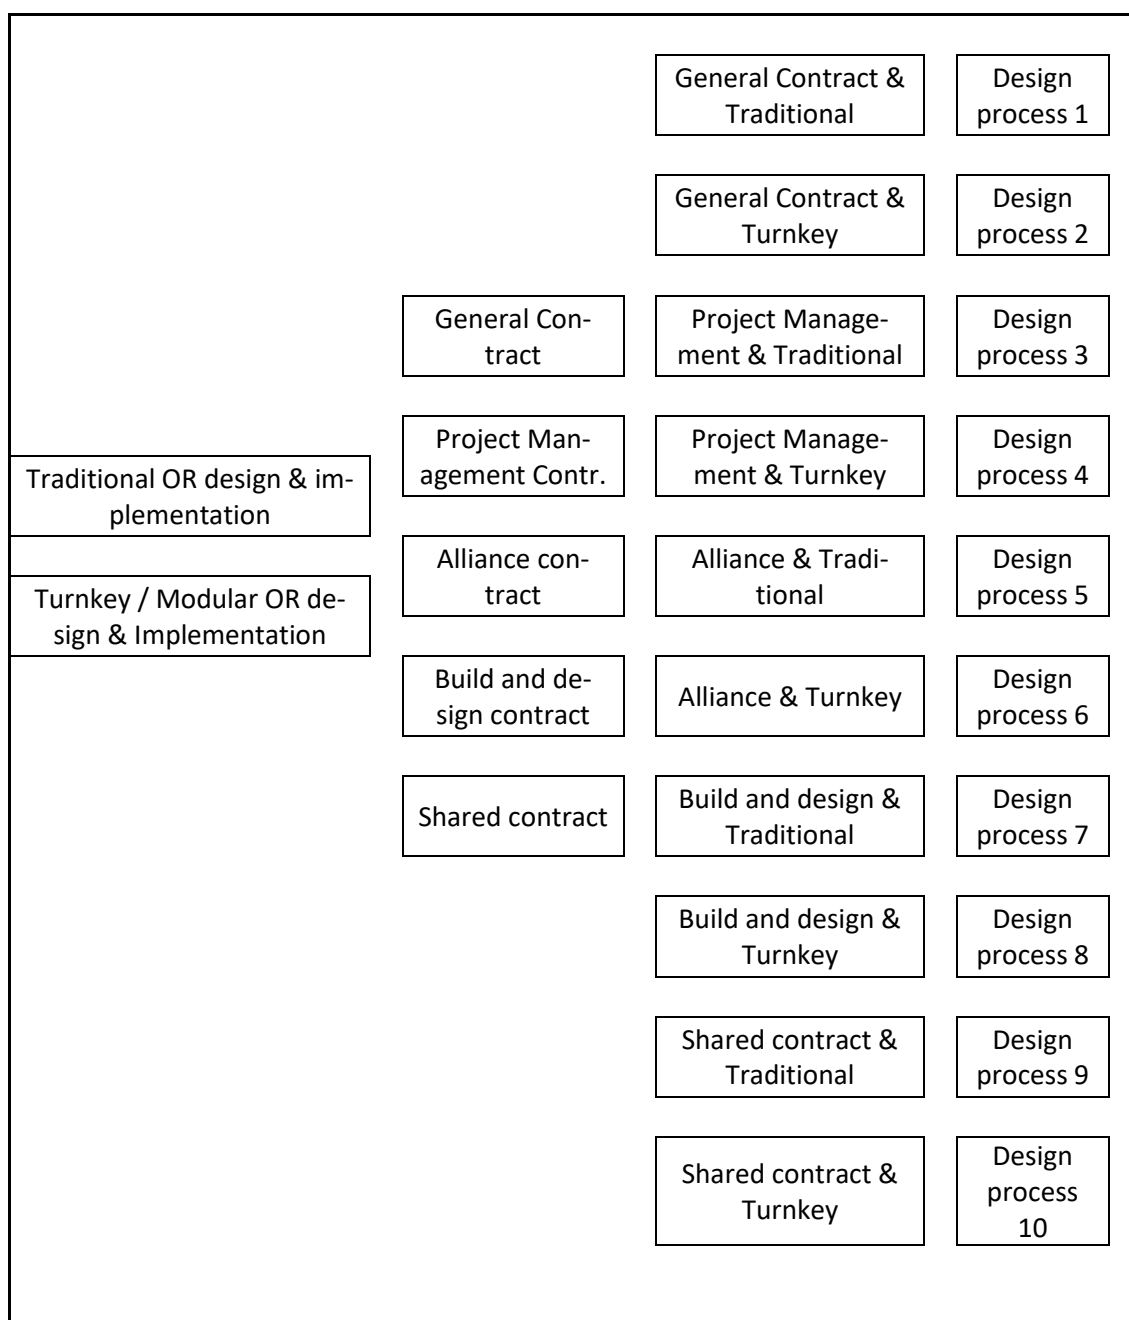 General Contract &
Traditional
Design
process 1
General Contract &
Turnkey
Design
process 2
General Con-
tract
Project Manage-
ment & Traditional
Design
process 3
Project Man-
agement Contr.
Project Manage-
ment & Turnkey
Design
process 4
Traditional OR design & im-
plementation
Alliance con-
tract
Alliance & Tradi-
tional
Design
process 5
Turnkey / Modular OR de-
sign & Implementation
Build and de-
sign contract
Alliance & Turnkey
Design
process 6
Shared contract
Build and design &
Traditional
Design
process 7
Build and design &
Turnkey
Design
process 8
Shared contract &
Traditional
Design
process 9
Shared contract &
Turnkey
Design
process
10